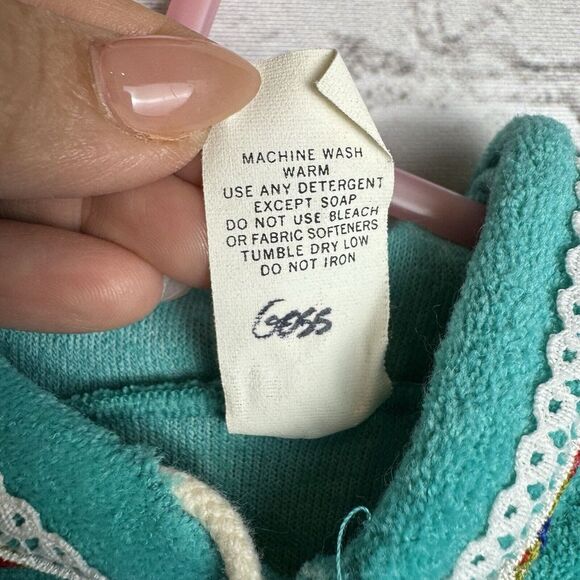 MACHINE WASH
WARM
USE ANY DETERGENT
EXCEPT SOAP
DO NOT USE BLEACH
OR FABRIC SOFTENERS
TUMBLE DRY LOW
DO NOT IRON
Goss